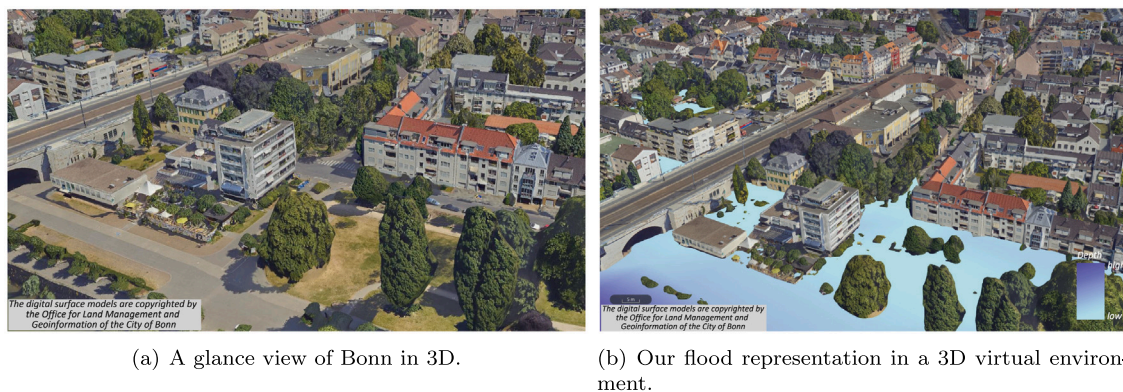 The digital surface models are copyrighted by
the Office for Land Management and
Geoinformation of the City of Bonn
Depth
high
low
5 m
The digital surface models are copyrighted by
the Office for Land Management and
Geoinformation of the City of Bonn
(a) A glance view of Bonn in 3D.
(b) Our flood representation in a 3D virtual environ-
ment.